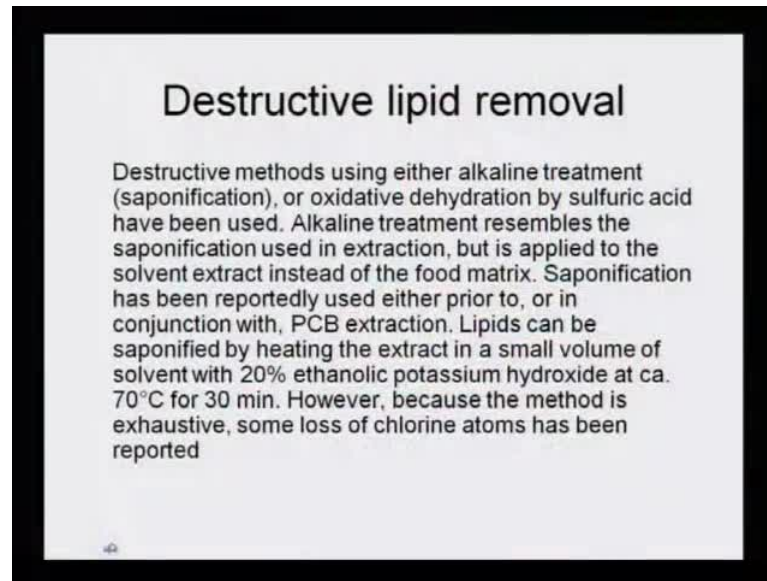 Destructive lipid removal
Destructive methods using either alkaline treatment
(saponification), or oxidative dehydration by sulfuric acid
have been used. Alkaline treatment resembles the
saponification used in extraction, but is applied to the
solvent extract instead of the food matrix. Saponification
has been reportedly used either prior to, or in
conjunction with, PCB extraction. Lipids can be
saponified by heating the extract in a small volume of
solvent with 20% ethanolic potassium hydroxide at ca.
70°C for 30 min. However, because the method is
exhaustive, some loss of chlorine atoms has been
reported